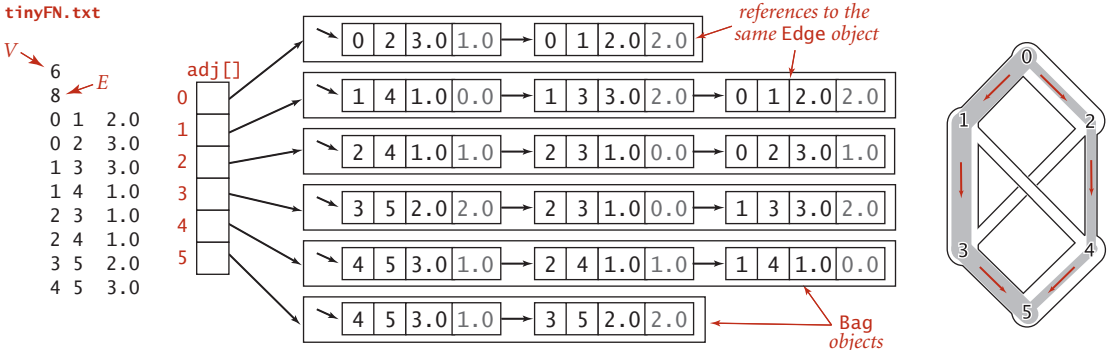 tinyFN.txt
V
6
8
E
0 1 2.0
0 2 3.0
1 3 3.0
1 4 1.0
2 3 1.0
2 4 1.0
3 5 2.0
4 5 3.0
adj[]
0
1
2
3
4
5
0 2 3.0 1.0 0 1 2.0 2.0
1 4 1.0 0.0 1 3 3.0 2.0 0 1 2.0 2.0
2 4 1.0 1.0 2 3 1.0 0.0 0 2 3.0 1.0
3 5 2.0 2.0 2 3 1.0 0.0 1 3 3.0 2.0
4 5 3.0 1.0 2 4 1.0 1.0 1 4 1.0 0.0
4 5 3.0 1.0 3 5 2.0 2.0
references to the
same Edge object
Bag
objects
0
1 2
3 4
5